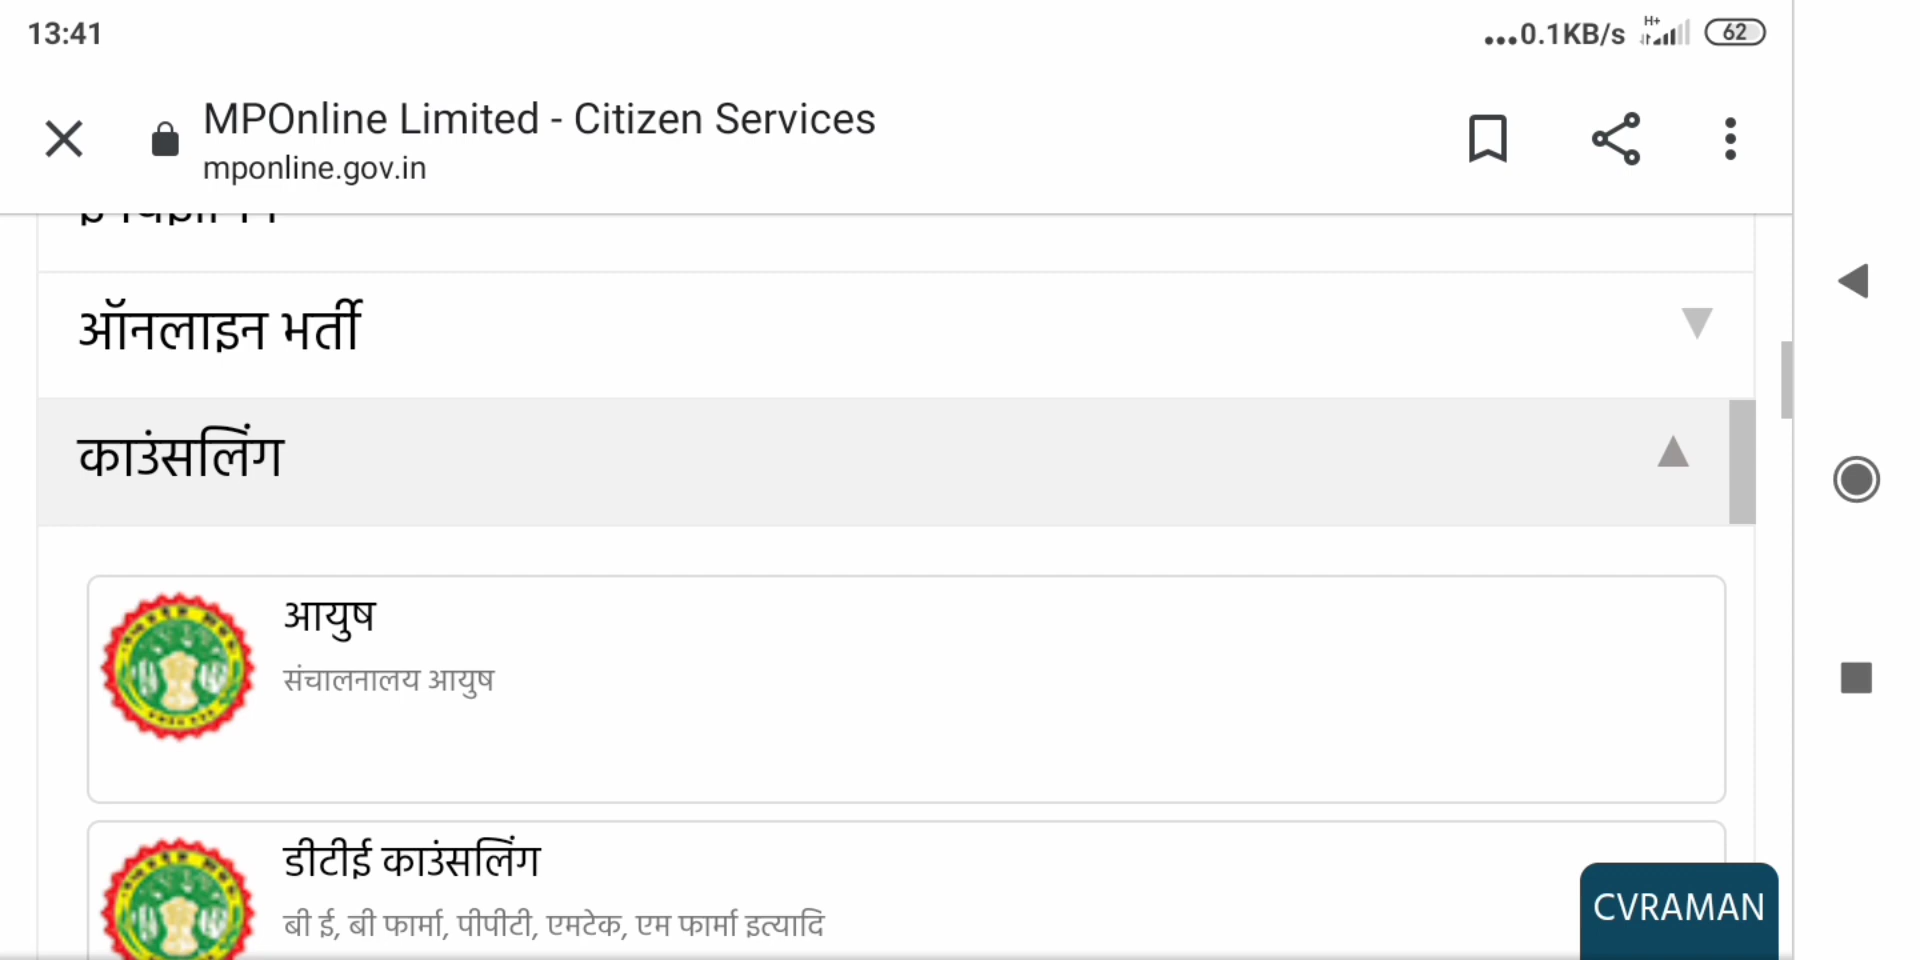 13:41
...0.1KB/s H+ 62
MPOnline Limited - Citizen Services
mponline.gov.in
ऑनलाइन भर्ती
काउंसलिंग
आयुष
संचालनालय आयुष
डीटीई काउंसलिंग
बी ई, बी फार्मा, पीपीटी, एमटेक, एम फार्मा इत्यादि
CVRAMAN